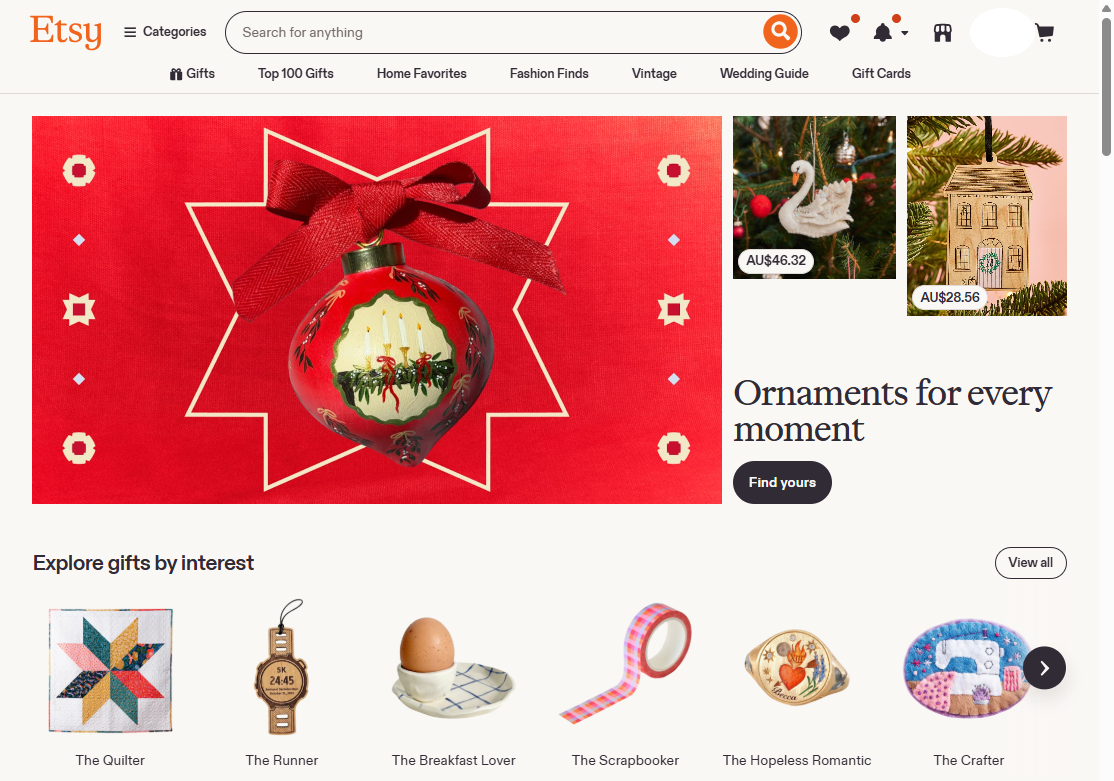 Etsy
Categories
Search for anything
Gifts
Top 100 Gifts
Home Favorites
Fashion Finds
Vintage
Wedding Guide
Gift Cards
AU$46.32
AU$28.56
Ornaments for every
moment
Find yours
Explore gifts by interest
View all
5K
24:45
Becca
The Quilter
The Runner
The Breakfast Lover
The Scrapbooker
The Hopeless Romantic
The Crafter